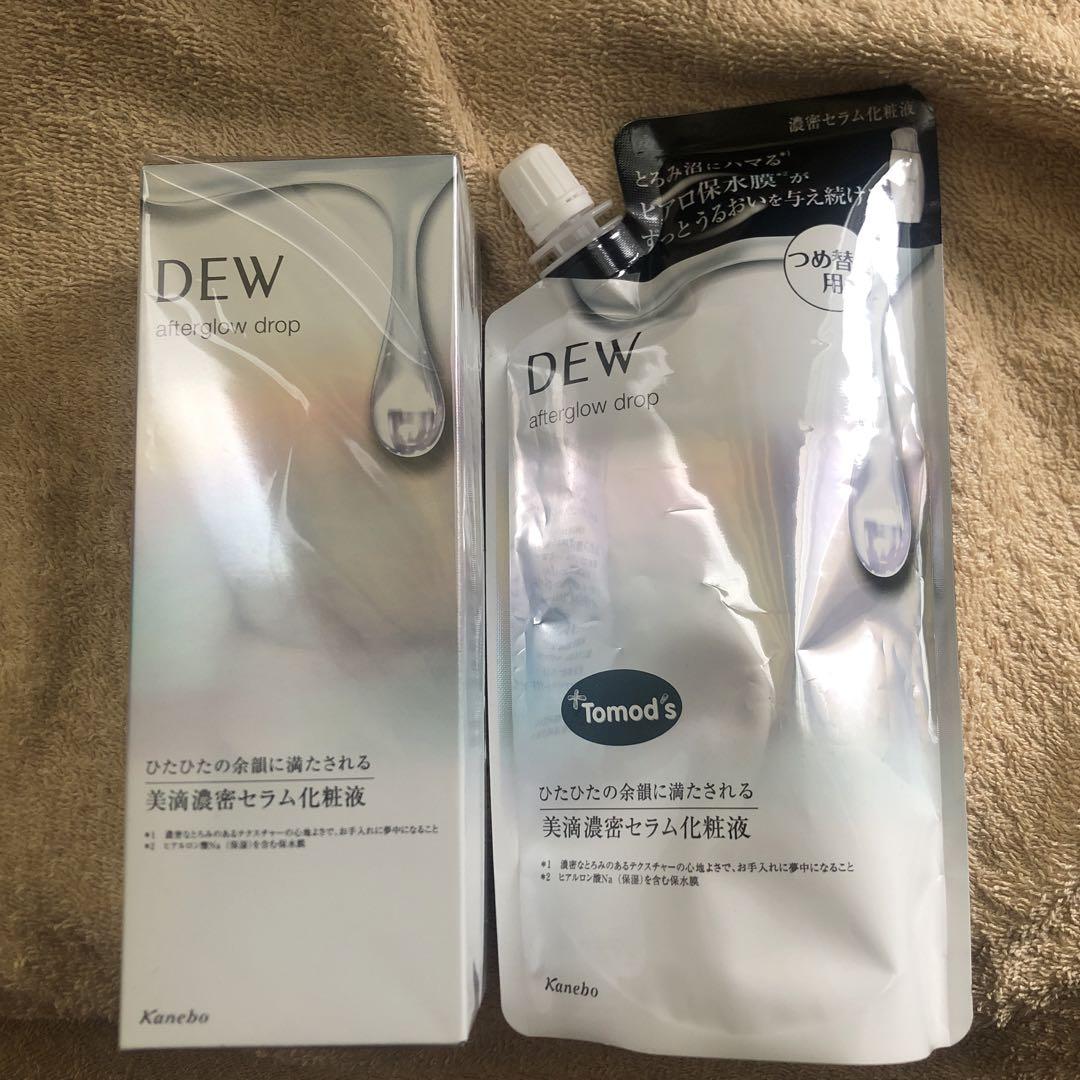 DEW
afterglow drop
ひたひたの余韻に満たされる
美滴濃密セラム化粧液
*1 濃密なとろみのあるテクスチャーの心地よさで、お手入れに夢中になること
*2 ヒアルロン酸Na（保湿）を含む保水膜
Kanebo
濃密セラム化粧液
とろみ沼にハマる*1
ヒアロ保水膜*2が
ずっとうるおいを与え続け
つめ替
用
DEW
afterglow drop
Tomod's
ひたひたの余韻に満たされる
美滴濃密セラム化粧液
*1 濃密なとろみのあるテクスチャーの心地よさで、お手入れに夢中になること
*2 ヒアルロン酸Na（保湿）を含む保水膜
Kanebo